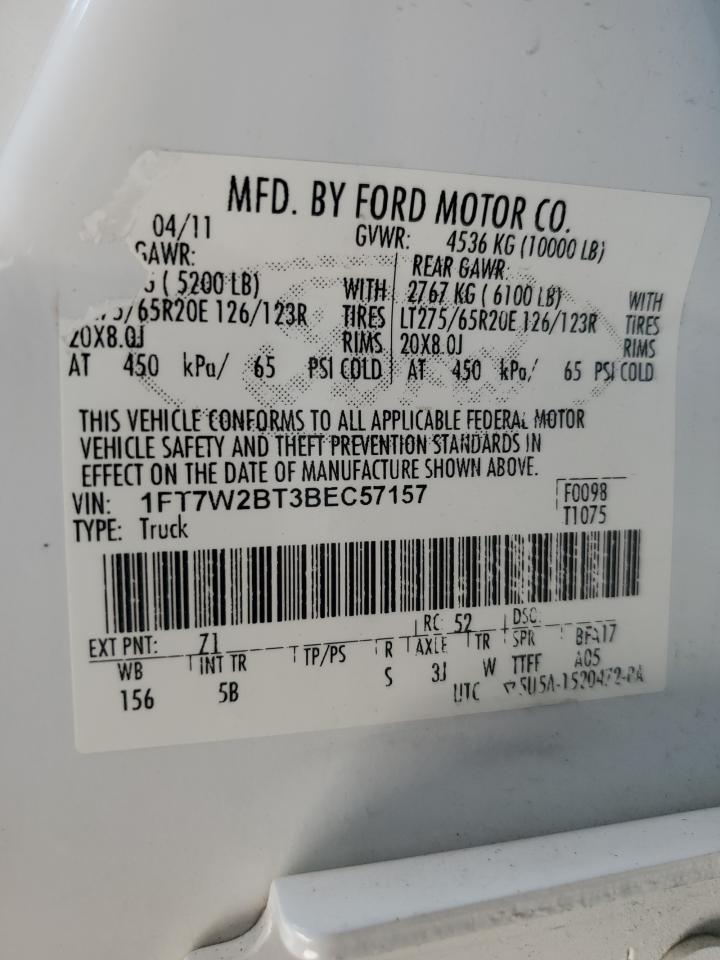 MFD. BY FORD MOTOR CO.
04/11 GVWR: 4536 KG (10000 LB)
GAWR: REAR GAWR:
G ( 5200 LB) WITH 2767 KG ( 6100 LB) WITH
/65R20E 126/123R TIRES LT275/65R20E 126/123R TIRES
20X8.0J RIMS 20X8.0J RIMS
AT 450 kPa/ 65 PSI COLD AT 450 kPa/ 65 PSI COLD
THIS VEHICLE CONFORMS TO ALL APPLICABLE FEDERAL MOTOR
VEHICLE SAFETY AND THEFT PREVENTION STANDARDS IN
EFFECT ON THE DATE OF MANUFACTURE SHOWN ABOVE.
VIN: 1FT7W2BT3BEC57157 F0098
TYPE: Truck T1075
EXT PNT: Z1 RC: 52 DSO:
WB INT TR TP/PS R AXLE TR SPR BFA17
156 5B S 3J W TTFF A05
UTC